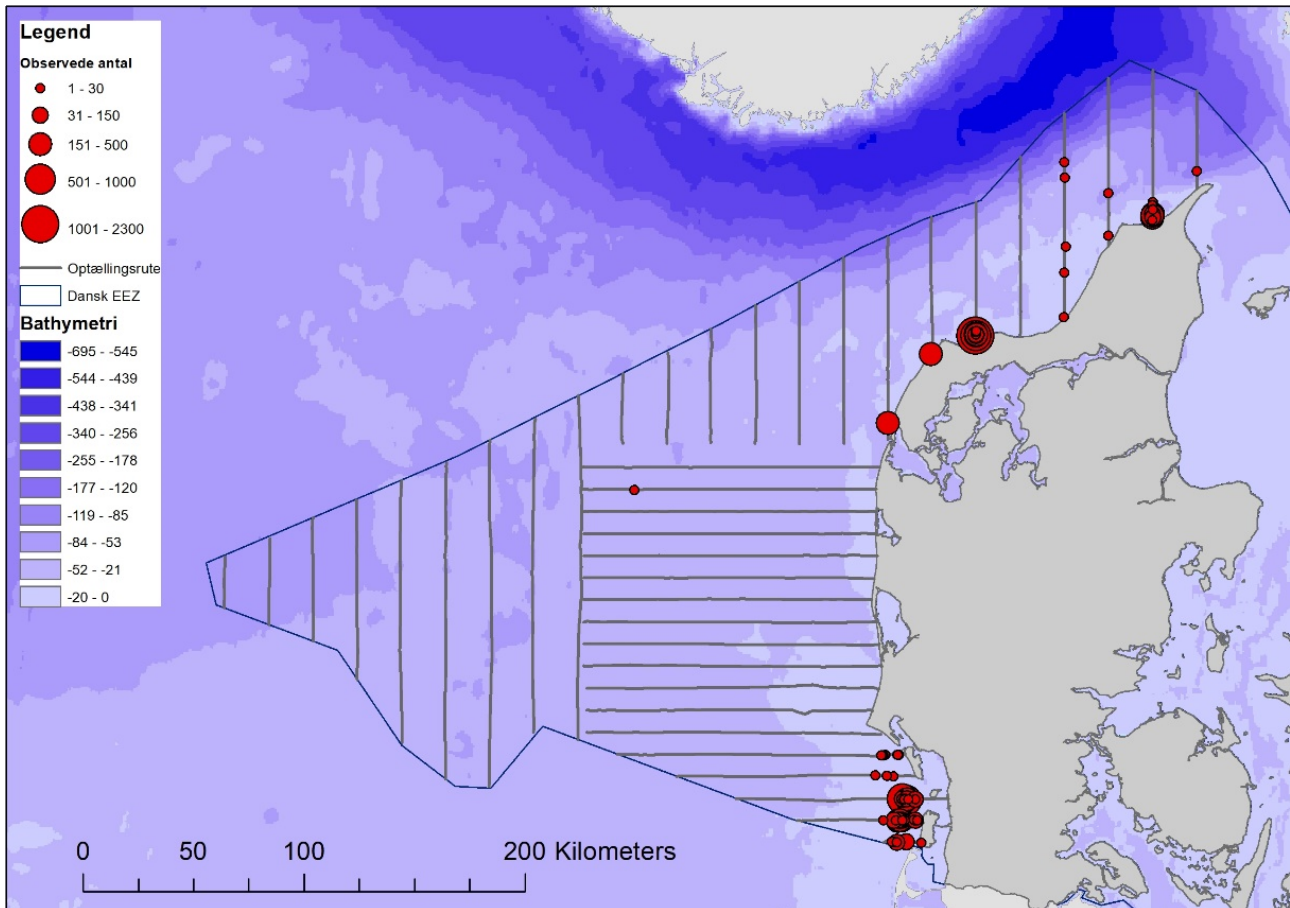 Legend
Observede antal
1 - 30
31 - 150
151 - 500
501 - 1000
1001 - 2300
Optællingsrute
Dansk EEZ
Bathymetri
-695 - -545
-544 - -439
-438 - -341
-340 - -256
-255 - -178
-177 - -120
-119 - -85
-84 - -53
-52 - -21
-20 - 0
0 50 100 200 Kilometers